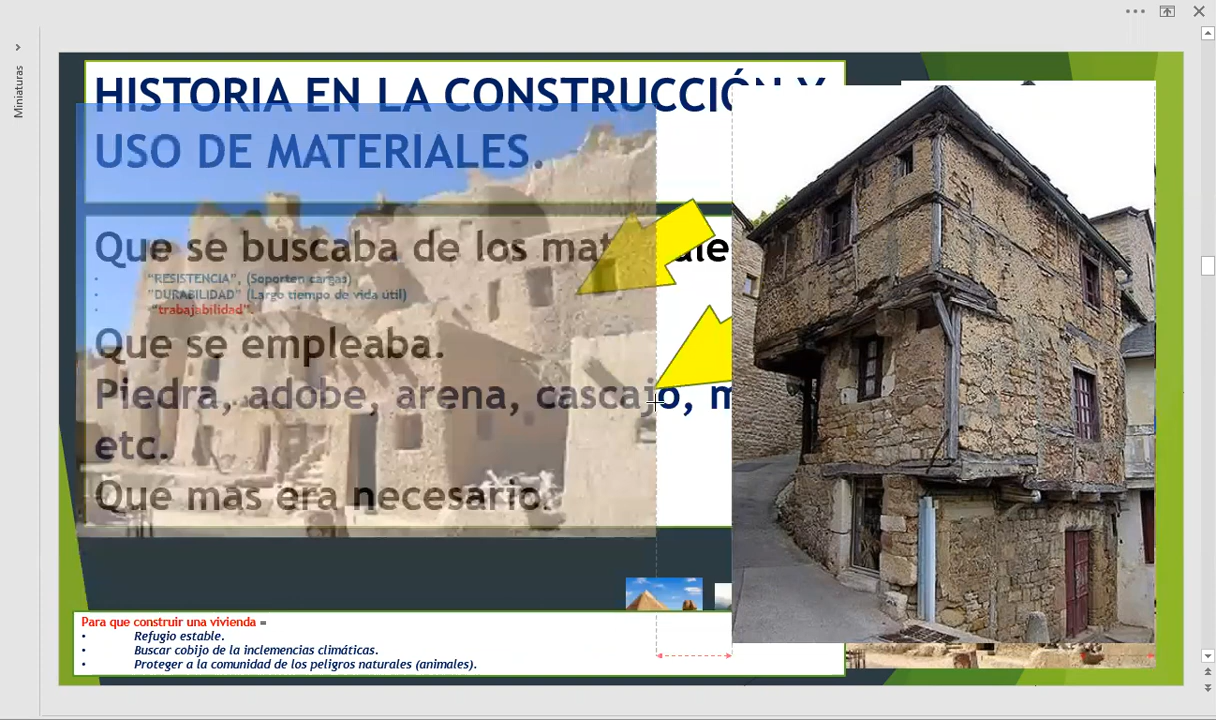 Miniaturas
HISTORIA EN LA CONSTRUCCIÓN Y
USO DE MATERIALES.
Que se buscaba de los
• “RESISTENCIA”, (Soporten cargas)
• “DURABILIDAD” (Largo tiempo de vida útil)
• “trabajabilidad”.
Que se empleaba.
Piedra, adobe, arena, cascajo,
etc.
Que mas era necesario.
Para que construir una vivienda =
• Refugio estable.
• Buscar cobijo de la inclemencias climáticas.
• Proteger a la comunidad de los peligros naturales (animales).